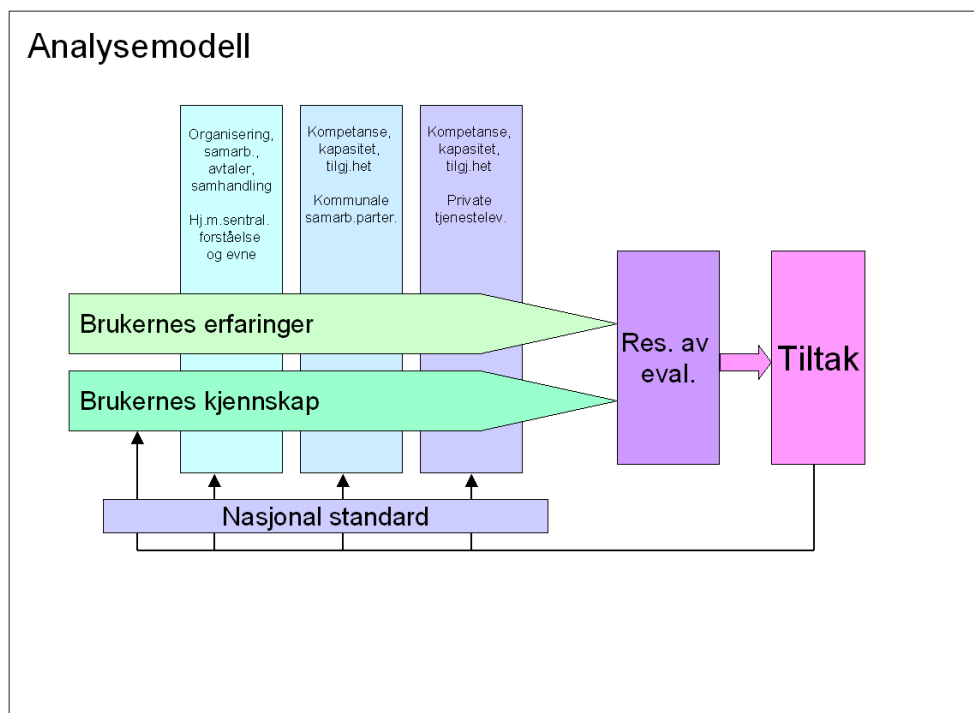 Analysemodell
Organisering,
samarb.,
avtaler,
samhandling
Hj.m.sentral.
forståelse
og evne
Kompetanse,
kapasitet,
tilgj.het
Kommunale
samarb.parter.
Kompetanse,
kapasitet,
tilgj.het
Private
tjenestelev.
Brukernes erfaringer
Brukernes kjennskap
Res. av
eval.
Tiltak
Nasjonal standard